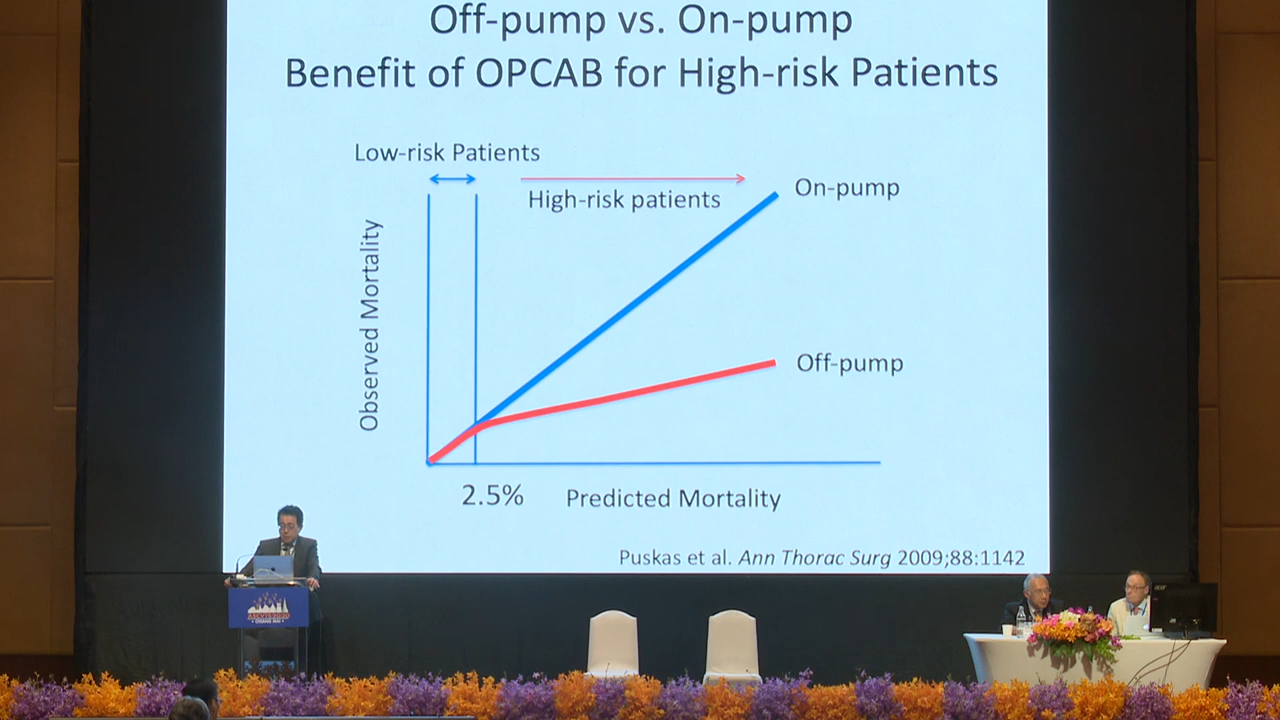 Off-pump vs. On-pump
Benefit of OPCAB for High-risk Patients
Low-risk Patients
High-risk patients
On-pump
Observed Mortality
Off-pump
2.5%
Predicted Mortality
Puskas et al. Ann Thorac Surg 2009;88:1142
acer